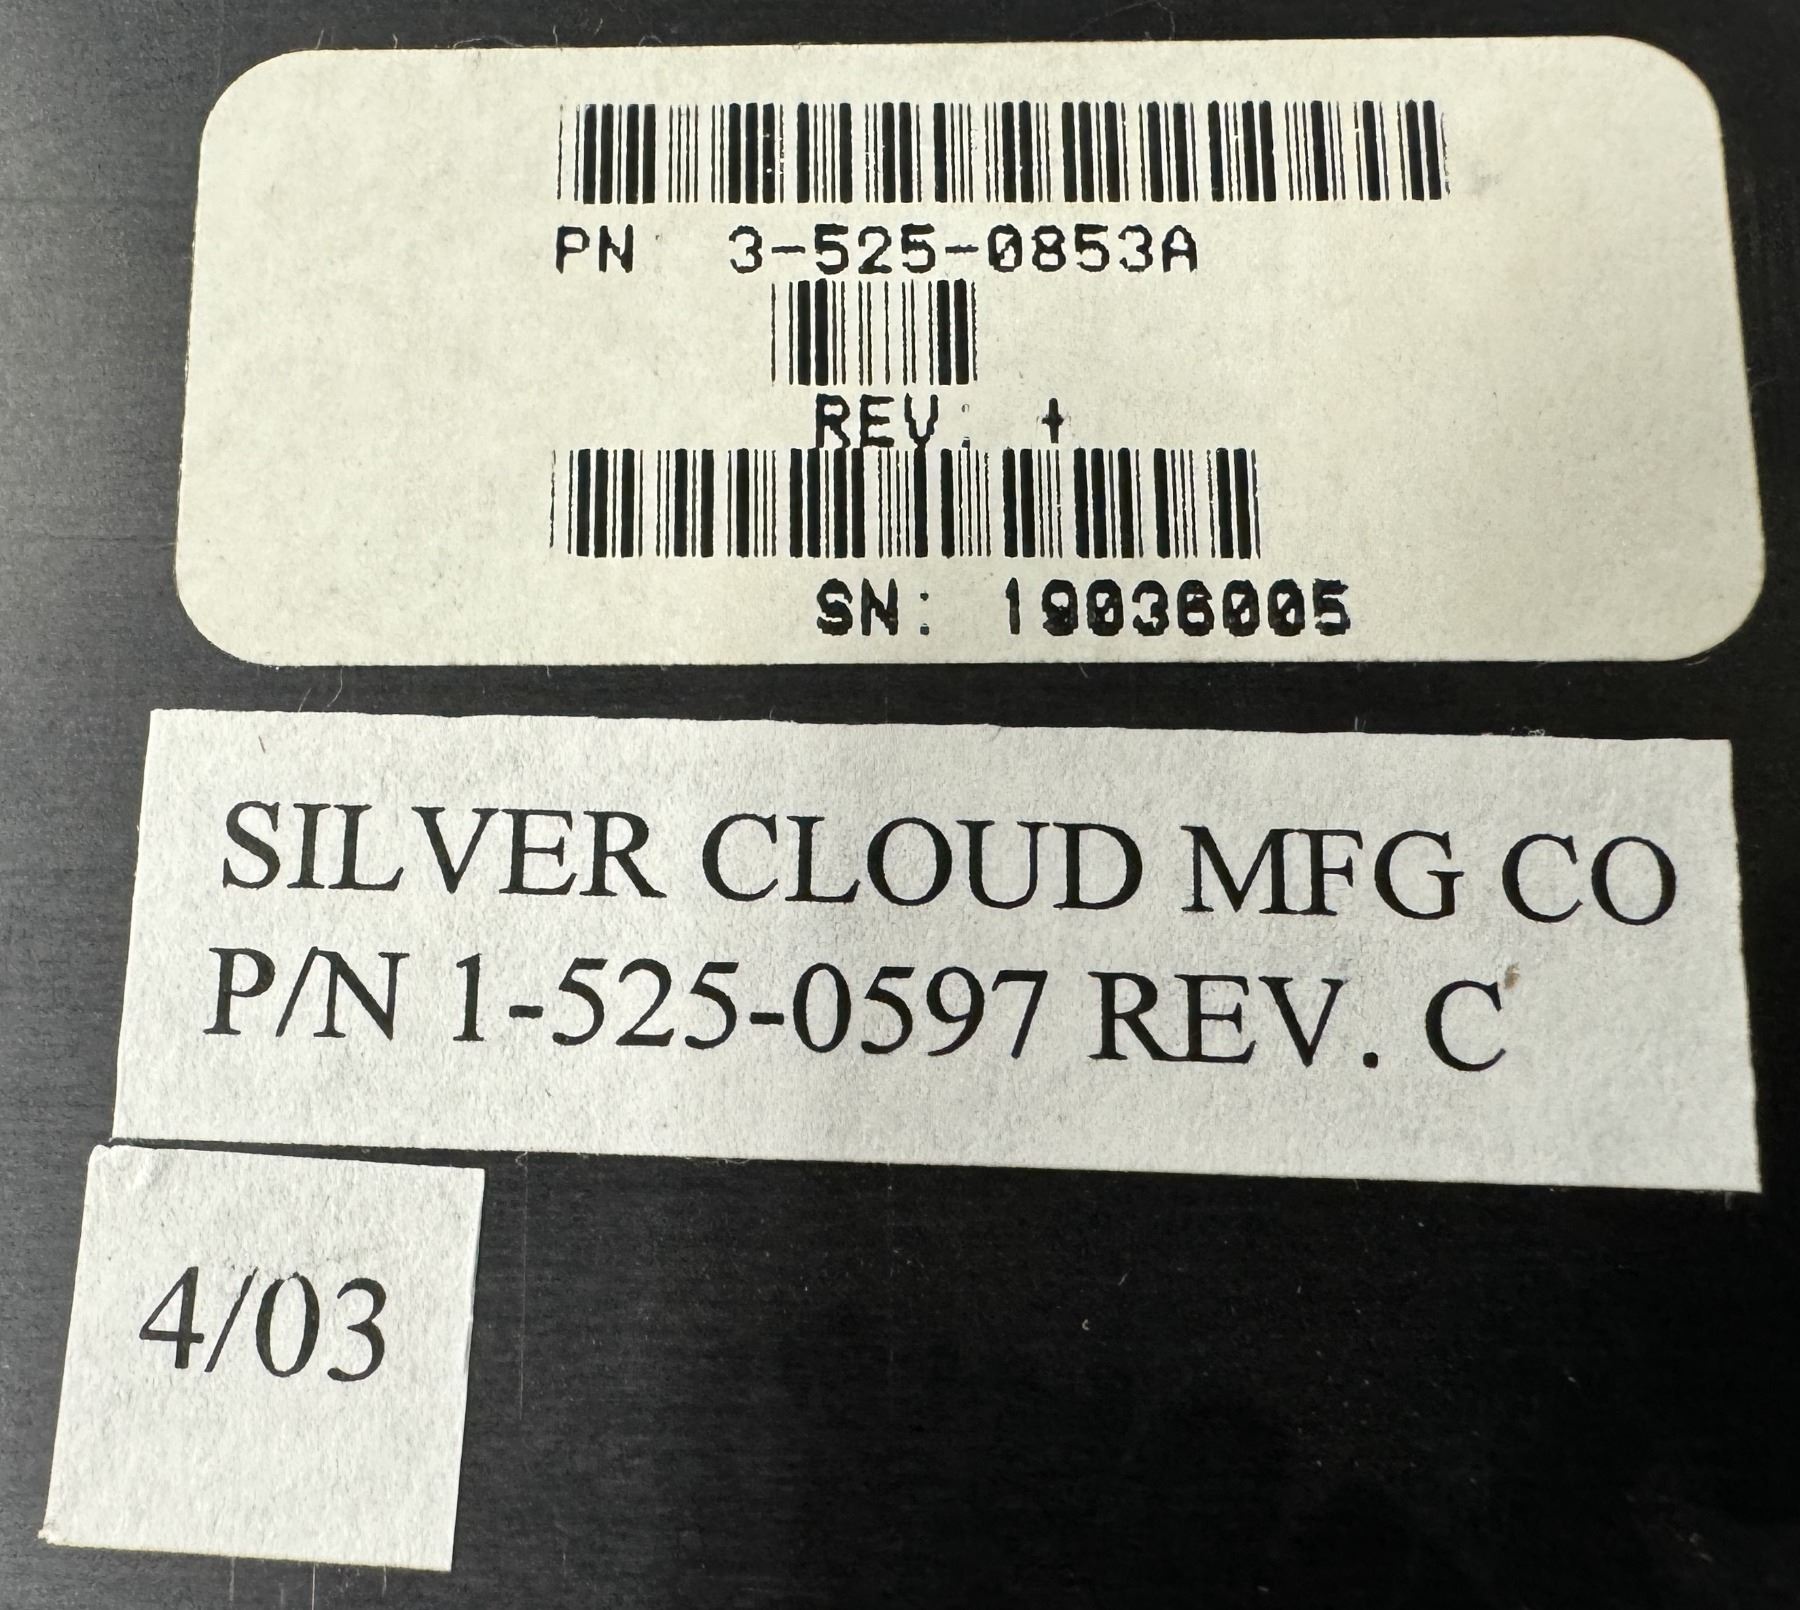 PN 3-525-0853A
REV: +
SN: 19036005
SILVER CLOUD MFG CO
P/N 1-525-0597 REV. C
4/03